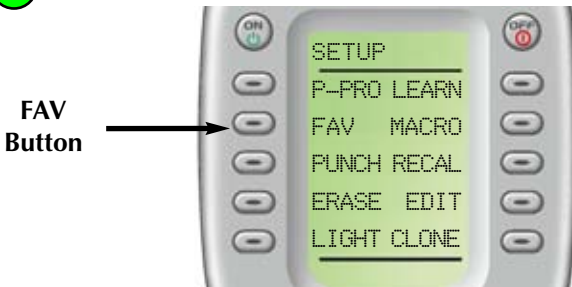 ON
OFF
SETUP
P-PRO LEARN
FAV MACRO
PUNCH RECAL
ERASE EDIT
LIGHT CLONE
FAV
Button